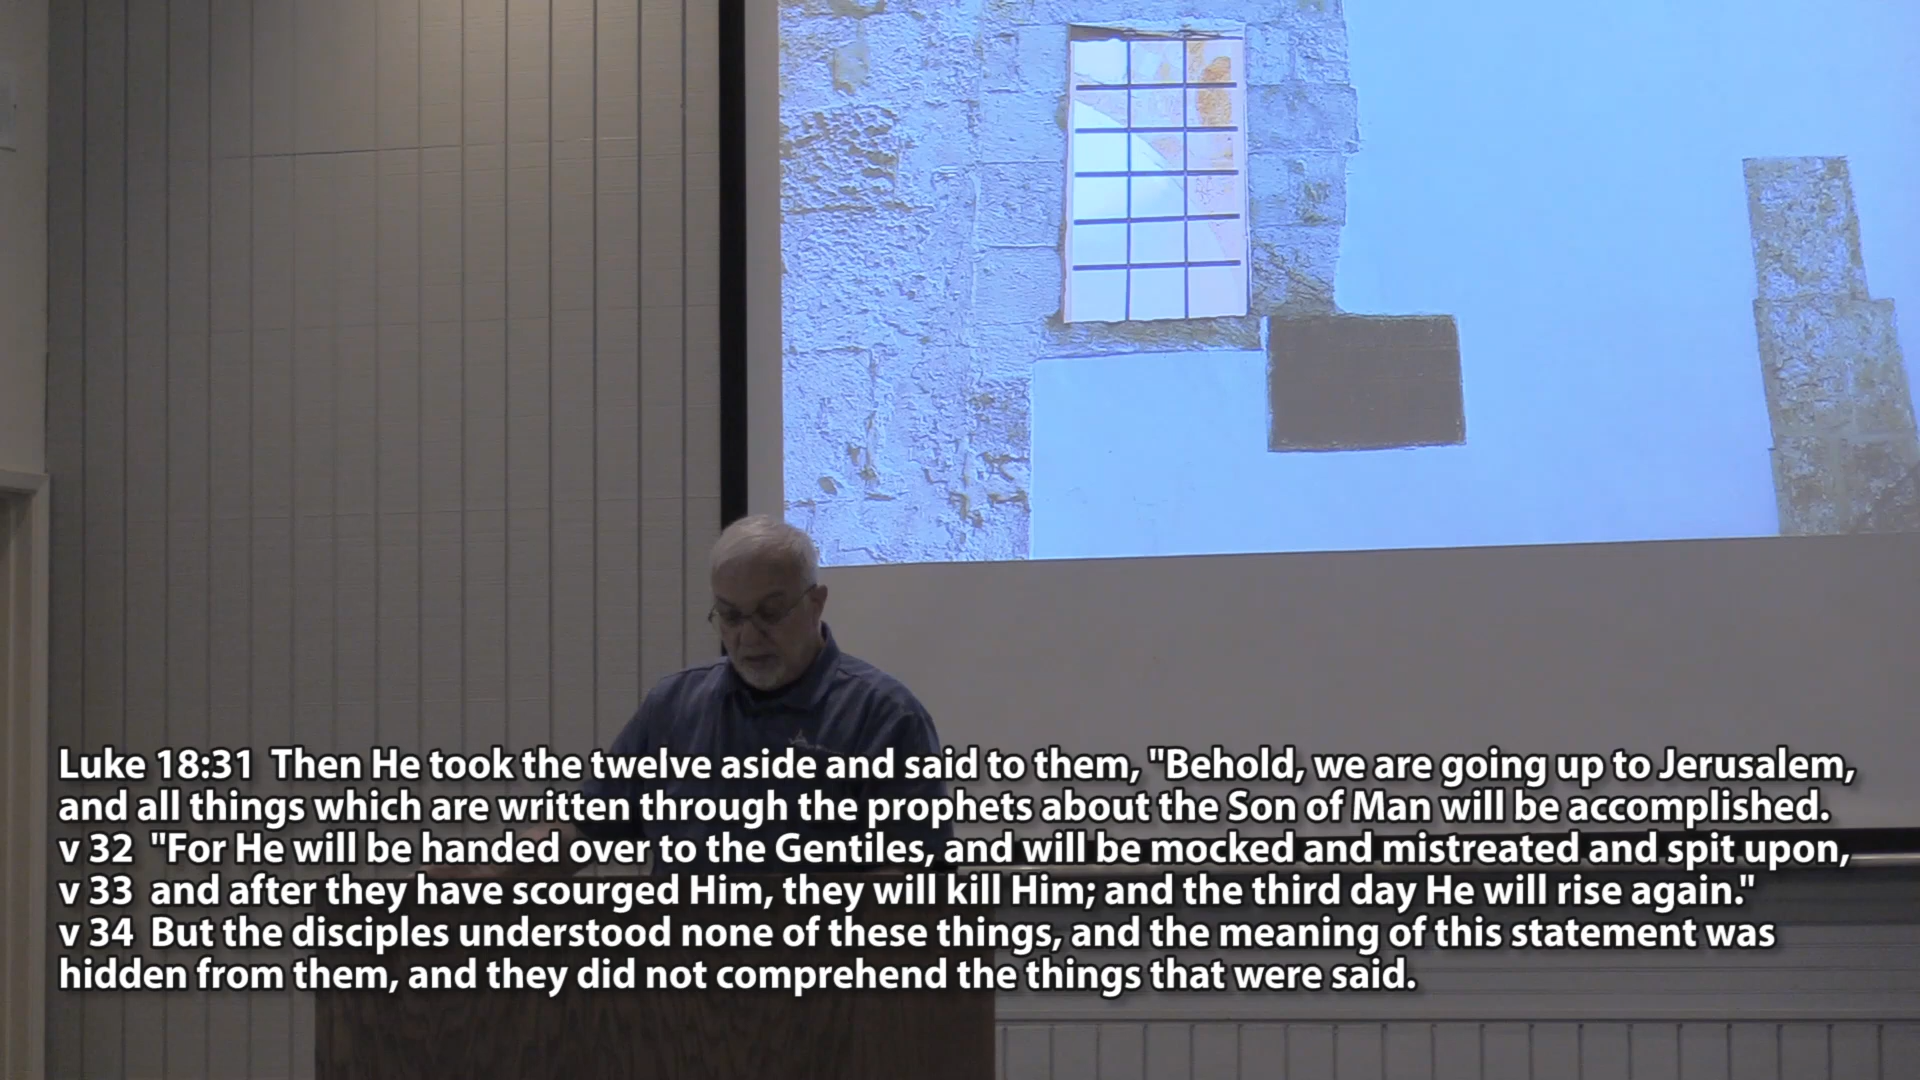 Luke 18:31 Then He took the twelve aside and said to them, "Behold, we are going up to Jerusalem,
and all things which are written through the prophets about the Son of Man will be accomplished.
v 32 "For He will be handed over to the Gentiles, and will be mocked and mistreated and spit upon,
v 33 and after they have scourged Him, they will kill Him; and the third day He will rise again."
v 34 But the disciples understood none of these things, and the meaning of this statement was
hidden from them, and they did not comprehend the things that were said.